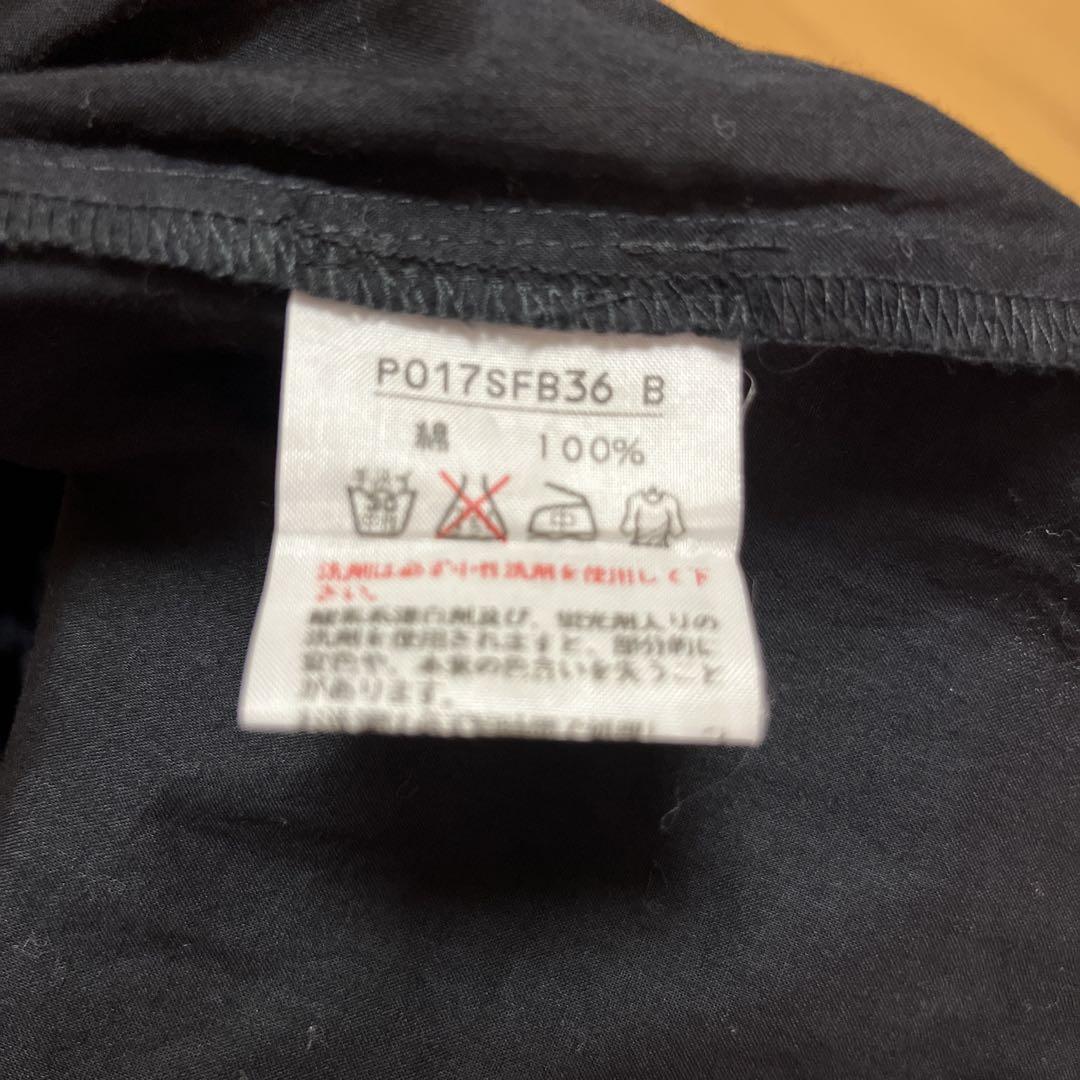 P017SFB36 B
綿 100%
洗剤は必ず中性洗剤を使用して下
さい。
酸素系漂白剤及び、蛍光剤入りの
洗剤を使用されますと、部分的に
変色や、本来の色合いを失うこと
があります。